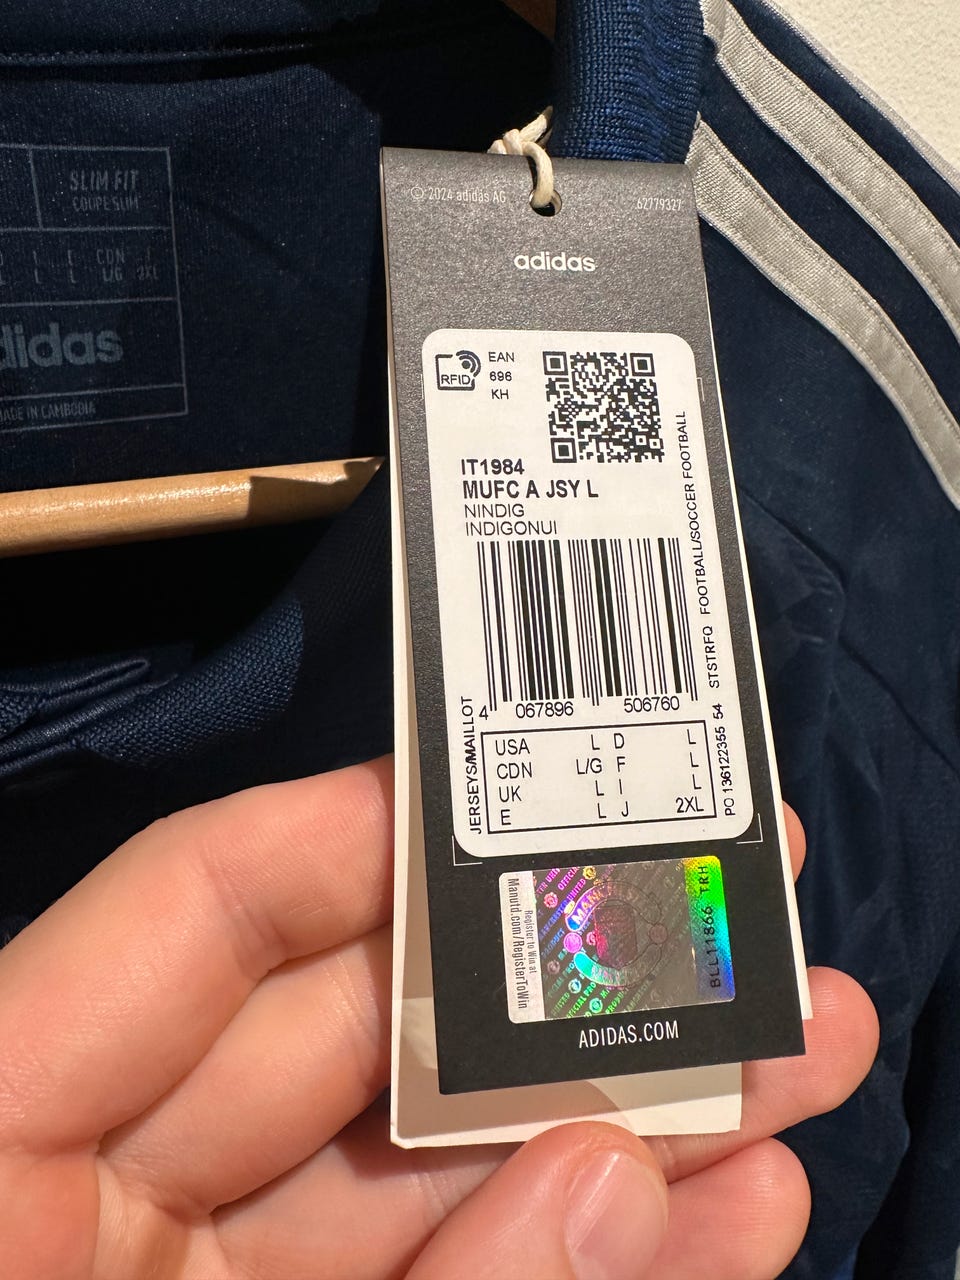 SLIM FIT
COUPE SLIM
CDN
L L L/G 2XL
adidas
MADE IN CAMBODIA
© 2024 adidas AG
62779327
adidas
RFID
EAN
696
KH
IT1984
MUFC A JSY L
NINDIG
INDIGONUI
4 067896 506760
JERSEYS/MAILLOT
PO 136122355 54 STSTRFQ FOOTBALL/SOCCER FOOTBALL
USA L D L
CDN L/G F L
UK L I L
E L J 2XL
Register to Win at
Manutd.com/RegisterToWin
BLL11866 TRH
ADIDAS.COM